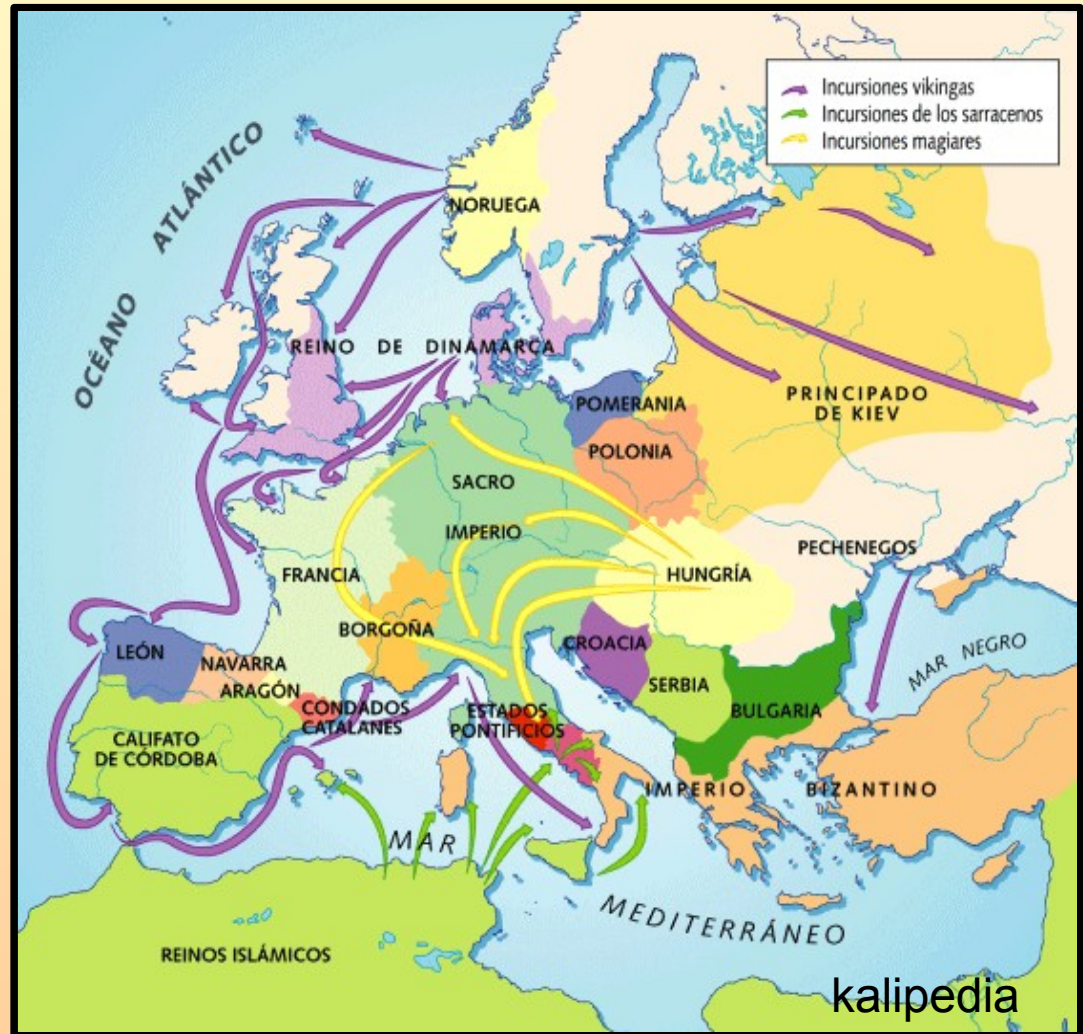 Incursiones vikingas
Incursiones de los sarracenos
Incursiones magiares
OCÉANO ATLÁNTICO
NORUEGA
REINO DE DINAMARCA
PRINCIPADO
DE KIEV
POMERANIA
POLONIA
SACRO
IMPERIO
PECHENEGOS
HUNGRÍA
FRANCIA
BORGOÑA
CROACIA
SERBIA
MAR NEGRO
BULGARIA
LEÓN
NAVARRA
ARAGÓN
CONDADOS
CATALANES
ESTADOS
PONTIFICIOS
CALIFATO
DE CÓRDOBA
IMPERIO BIZANTINO
MAR MEDITERRÁNEO
REINOS ISLÁMICOS
kalipedia